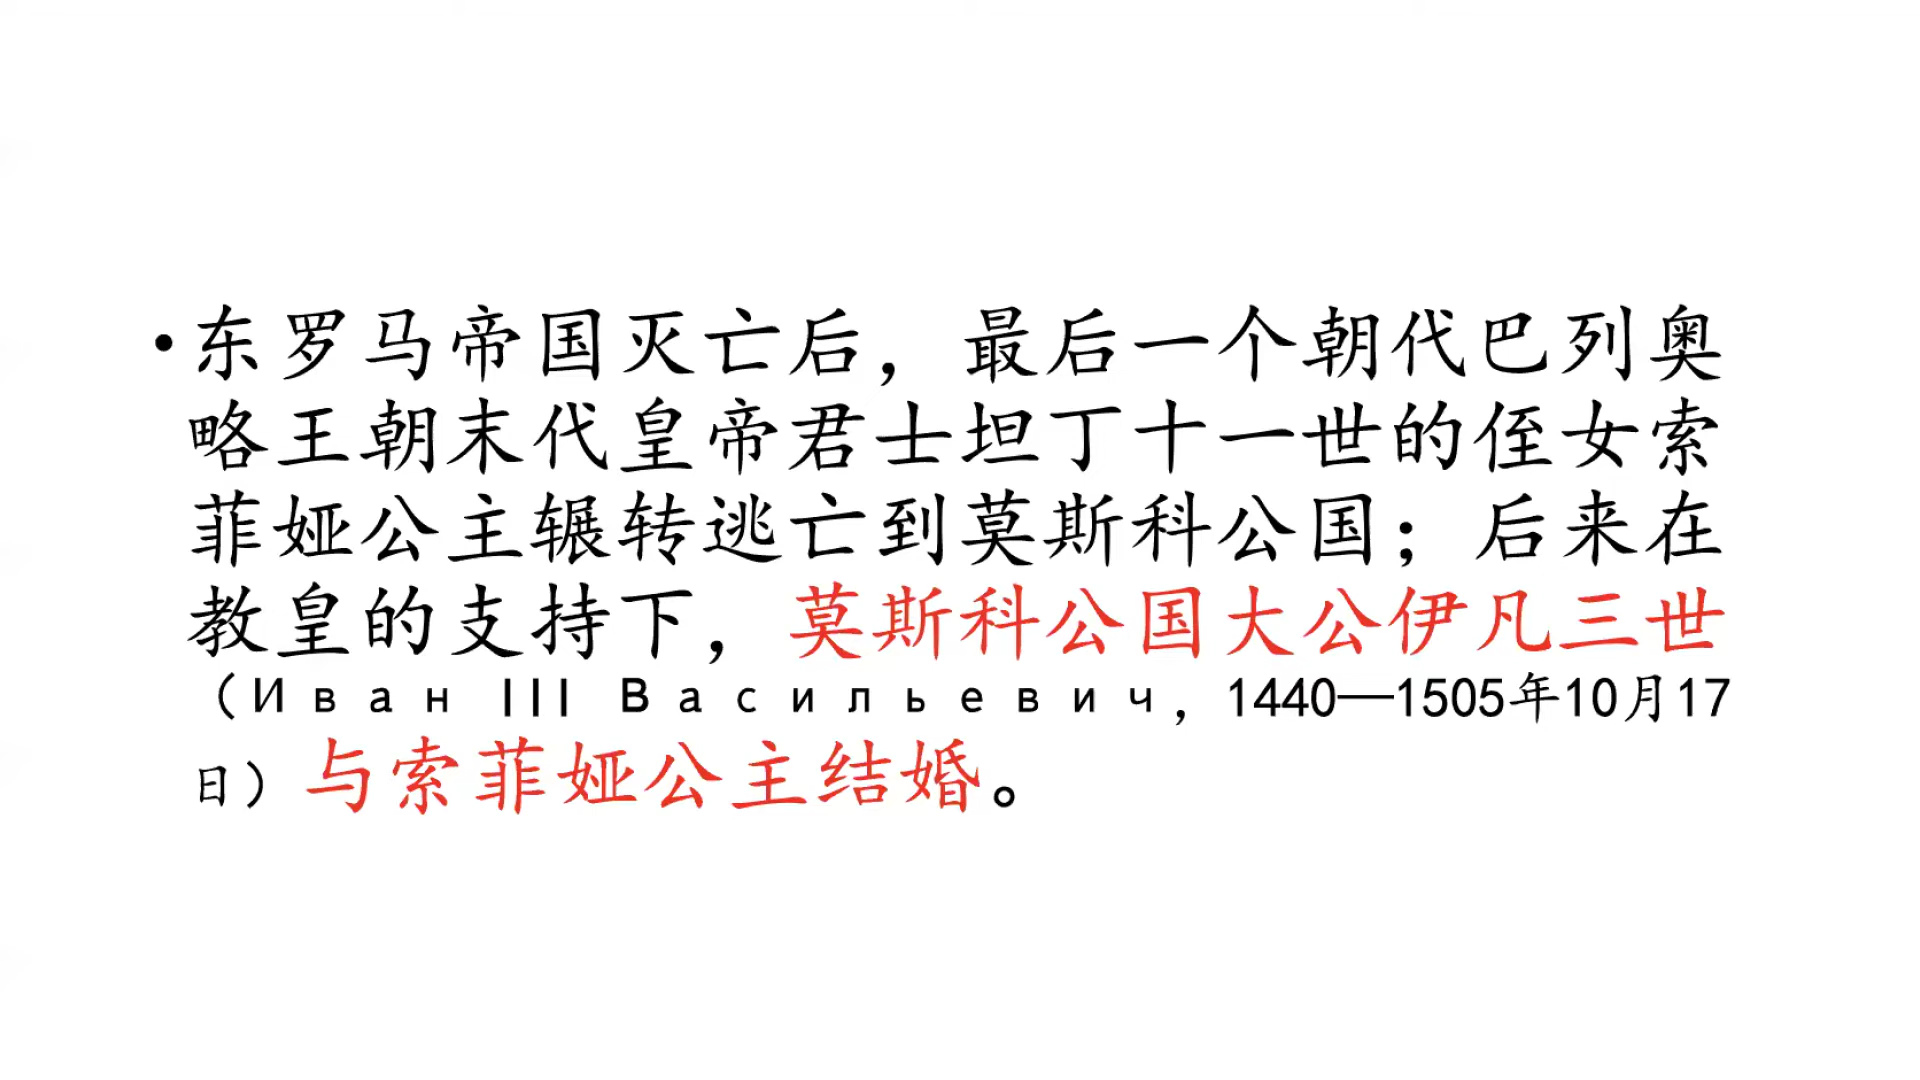 •东罗马帝国灭亡后，最后一个朝代巴列奥
略王朝末代皇帝君士坦丁十一世的侄女索
菲娅公主辗转逃亡到莫斯科公国；后来在
教皇的支持下，莫斯科公国大公伊凡三世
（Иван III Васильевич，1440—1505年10月17
日）与索菲娅公主结婚。